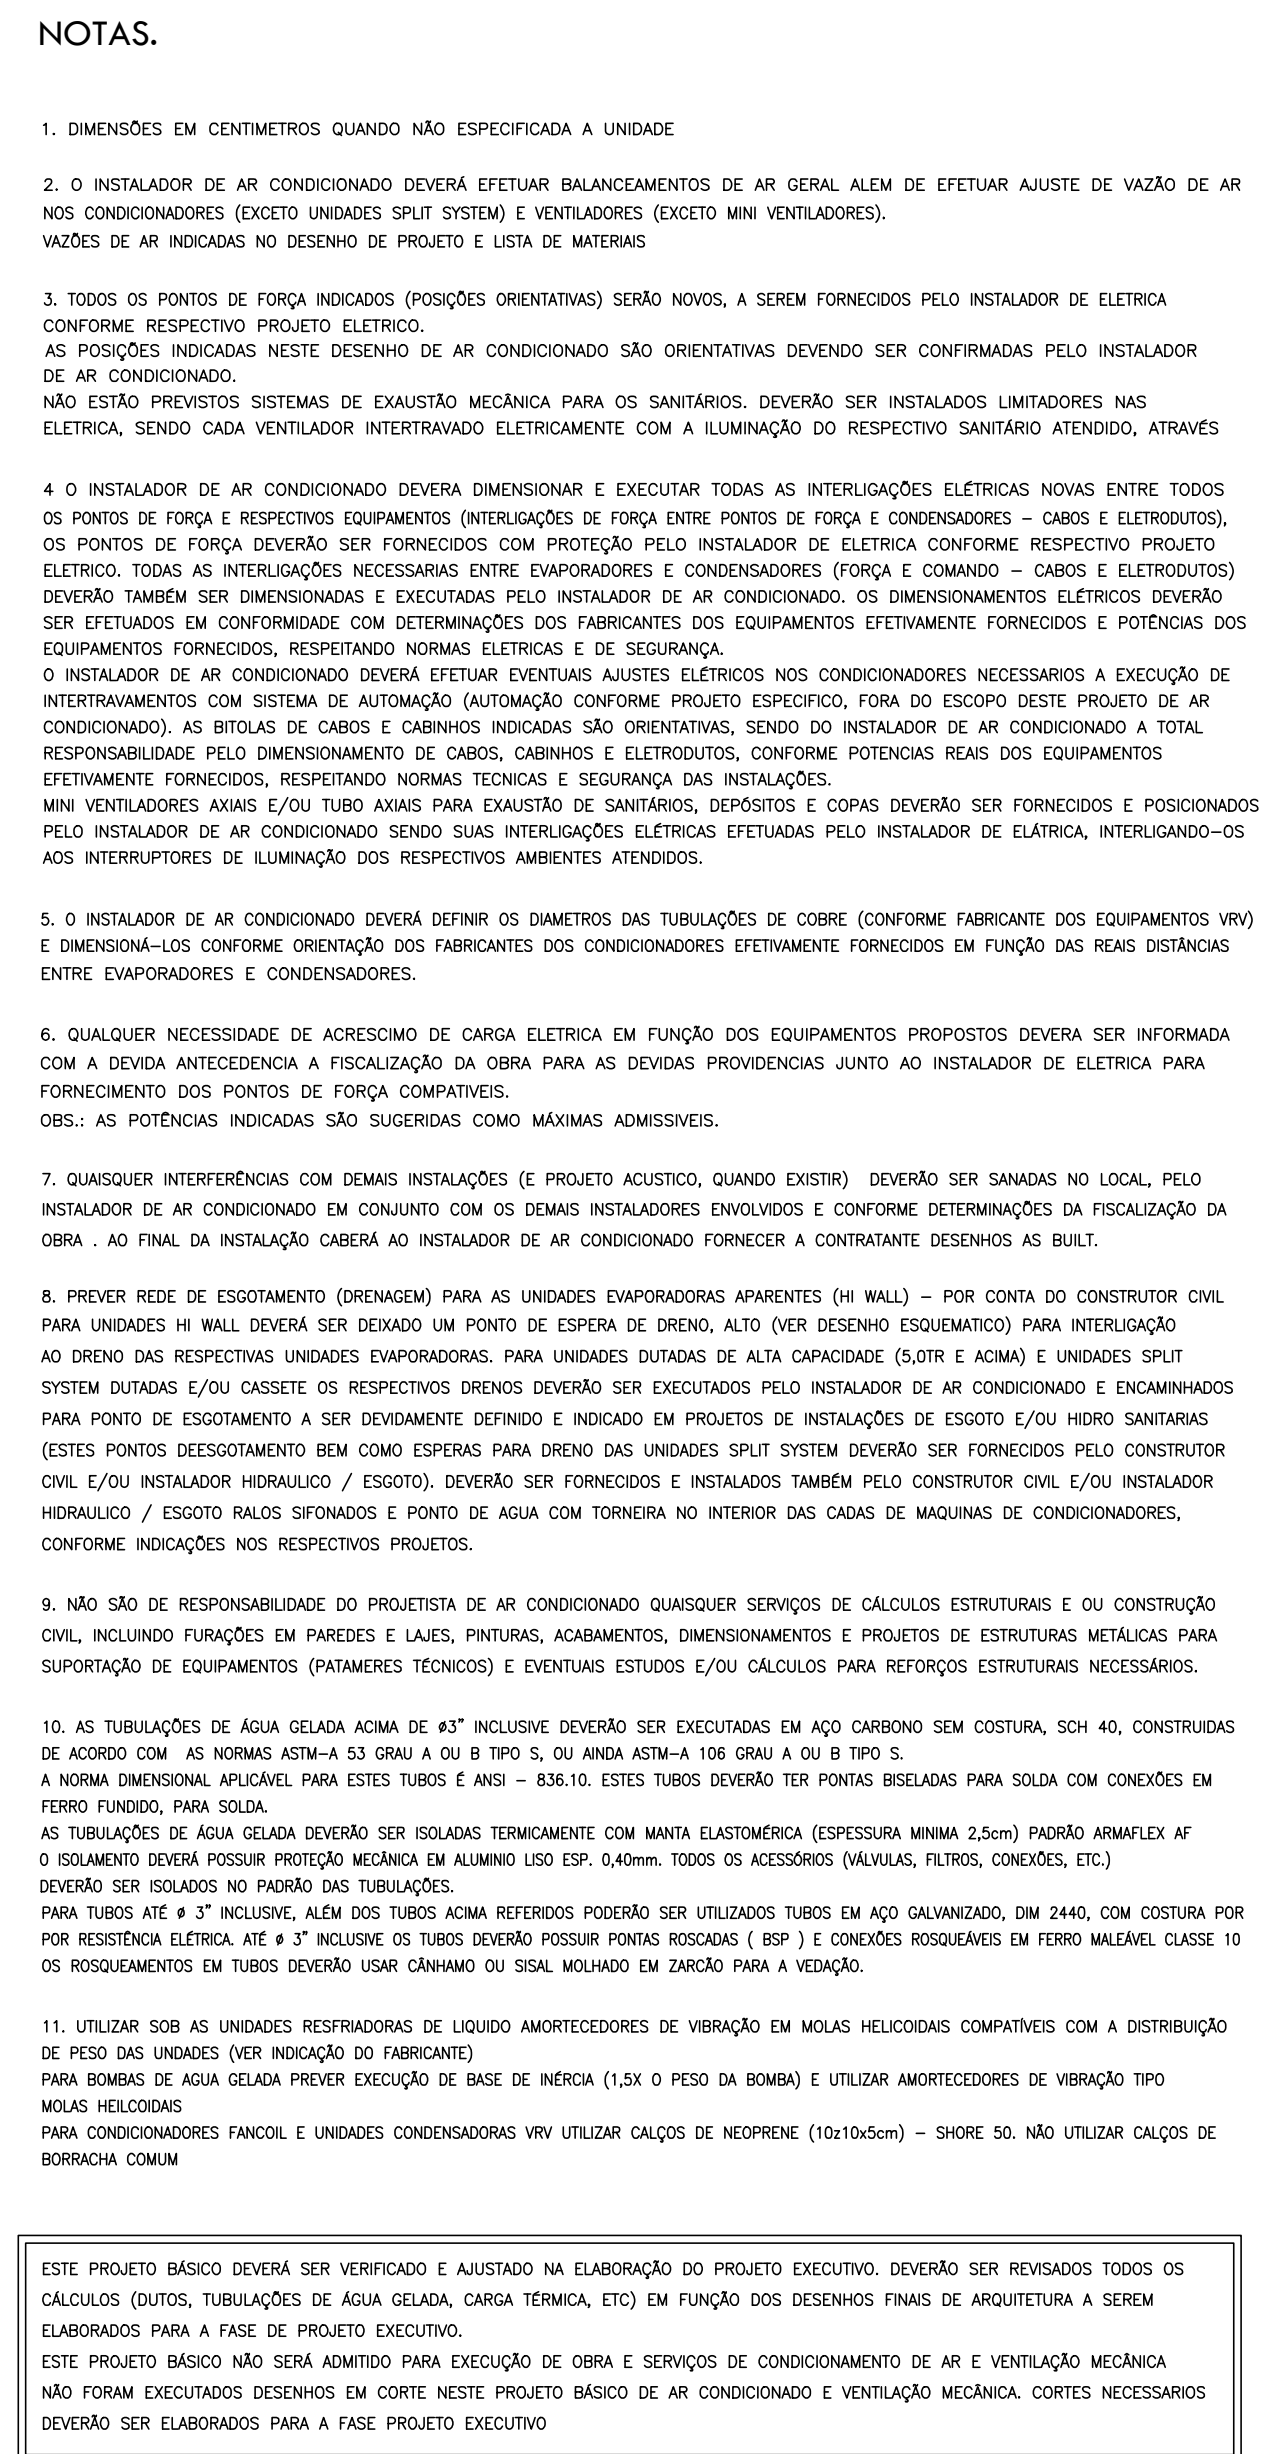 NOTAS.
1. DIMENSÕES EM CENTIMETROS QUANDO NÃO ESPECIFICADA A UNIDADE
2. O INSTALADOR DE AR CONDICIONADO DEVERÁ EFETUAR BALANCEAMENTOS DE AR GERAL ALEM DE EFETUAR AJUSTE DE VAZÃO DE AR
NOS CONDICIONADORES (EXCETO UNIDADES SPLIT SYSTEM) E VENTILADORES (EXCETO MINI VENTILADORES).
VAZÕES DE AR INDICADAS NO DESENHO DE PROJETO E LISTA DE MATERIAIS
3. TODOS OS PONTOS DE FORÇA INDICADOS (POSIÇÕES ORIENTATIVAS) SERÃO NOVOS, A SEREM FORNECIDOS PELO INSTALADOR DE ELETRICA
CONFORME RESPECTIVO PROJETO ELETRICO.
AS POSIÇÕES INDICADAS NESTE DESENHO DE AR CONDICIONADO SÃO ORIENTATIVAS DEVENDO SER CONFIRMADAS PELO INSTALADOR
DE AR CONDICIONADO.
NÃO ESTÃO PREVISTOS SISTEMAS DE EXAUSTÃO MECÂNICA PARA OS SANITÁRIOS. DEVERÃO SER INSTALADOS LIMITADORES NAS
ELETRICA, SENDO CADA VENTILADOR INTERTRAVADO ELETRICAMENTE COM A ILUMINAÇÃO DO RESPECTIVO SANITÁRIO ATENDIDO, ATRAVÉS
4 O INSTALADOR DE AR CONDICIONADO DEVERA DIMENSIONAR E EXECUTAR TODAS AS INTERLIGAÇÕES ELÉTRICAS NOVAS ENTRE TODOS
OS PONTOS DE FORÇA E RESPECTIVOS EQUIPAMENTOS (INTERLIGAÇÕES DE FORÇA ENTRE PONTOS DE FORÇA E CONDENSADORES – CABOS E ELETRODUTOS),
OS PONTOS DE FORÇA DEVERÃO SER FORNECIDOS COM PROTEÇÃO PELO INSTALADOR DE ELETRICA CONFORME RESPECTIVO PROJETO
ELETRICO. TODAS AS INTERLIGAÇÕES NECESSARIAS ENTRE EVAPORADORES E CONDENSADORES (FORÇA E COMANDO – CABOS E ELETRODUTOS)
DEVERÃO TAMBÉM SER DIMENSIONADAS E EXECUTADAS PELO INSTALADOR DE AR CONDICIONADO. OS DIMENSIONAMENTOS ELÉTRICOS DEVERÃO
SER EFETUADOS EM CONFORMIDADE COM DETERMINAÇÕES DOS FABRICANTES DOS EQUIPAMENTOS EFETIVAMENTE FORNECIDOS E POTÊNCIAS DOS
EQUIPAMENTOS FORNECIDOS, RESPEITANDO NORMAS ELETRICAS E DE SEGURANÇA.
O INSTALADOR DE AR CONDICIONADO DEVERÁ EFETUAR EVENTUAIS AJUSTES ELÉTRICOS NOS CONDICIONADORES NECESSARIOS A EXECUÇÃO DE
INTERTRAVAMENTOS COM SISTEMA DE AUTOMAÇÃO (AUTOMAÇÃO CONFORME PROJETO ESPECIFICO, FORA DO ESCOPO DESTE PROJETO DE AR
CONDICIONADO). AS BITOLAS DE CABOS E CABINHOS INDICADAS SÃO ORIENTATIVAS, SENDO DO INSTALADOR DE AR CONDICIONADO A TOTAL
RESPONSABILIDADE PELO DIMENSIONAMENTO DE CABOS, CABINHOS E ELETRODUTOS, CONFORME POTENCIAS REAIS DOS EQUIPAMENTOS
EFETIVAMENTE FORNECIDOS, RESPEITANDO NORMAS TECNICAS E SEGURANÇA DAS INSTALAÇÕES.
MINI VENTILADORES AXIAIS E/OU TUBO AXIAIS PARA EXAUSTÃO DE SANITÁRIOS, DEPÓSITOS E COPAS DEVERÃO SER FORNECIDOS E POSICIONADOS
PELO INSTALADOR DE AR CONDICIONADO SENDO SUAS INTERLIGAÇÕES ELÉTRICAS EFETUADAS PELO INSTALADOR DE ELÁTRICA, INTERLIGANDO–OS
AOS INTERRUPTORES DE ILUMINAÇÃO DOS RESPECTIVOS AMBIENTES ATENDIDOS.
5. O INSTALADOR DE AR CONDICIONADO DEVERÁ DEFINIR OS DIAMETROS DAS TUBULAÇÕES DE COBRE (CONFORME FABRICANTE DOS EQUIPAMENTOS VRV)
E DIMENSIONÁ–LOS CONFORME ORIENTAÇÃO DOS FABRICANTES DOS CONDICIONADORES EFETIVAMENTE FORNECIDOS EM FUNÇÃO DAS REAIS DISTÂNCIAS
ENTRE EVAPORADORES E CONDENSADORES.
6. QUALQUER NECESSIDADE DE ACRESCIMO DE CARGA ELETRICA EM FUNÇÃO DOS EQUIPAMENTOS PROPOSTOS DEVERA SER INFORMADA
COM A DEVIDA ANTECEDENCIA A FISCALIZAÇÃO DA OBRA PARA AS DEVIDAS PROVIDENCIAS JUNTO AO INSTALADOR DE ELETRICA PARA
FORNECIMENTO DOS PONTOS DE FORÇA COMPATIVEIS.
OBS.: AS POTÊNCIAS INDICADAS SÃO SUGERIDAS COMO MÁXIMAS ADMISSIVEIS.
7. QUAISQUER INTERFERÊNCIAS COM DEMAIS INSTALAÇÕES (E PROJETO ACUSTICO, QUANDO EXISTIR) DEVERÃO SER SANADAS NO LOCAL, PELO
INSTALADOR DE AR CONDICIONADO EM CONJUNTO COM OS DEMAIS INSTALADORES ENVOLVIDOS E CONFORME DETERMINAÇÕES DA FISCALIZAÇÃO DA
OBRA . AO FINAL DA INSTALAÇÃO CABERÁ AO INSTALADOR DE AR CONDICIONADO FORNECER A CONTRATANTE DESENHOS AS BUILT.
8. PREVER REDE DE ESGOTAMENTO (DRENAGEM) PARA AS UNIDADES EVAPORADORAS APARENTES (HI WALL) – POR CONTA DO CONSTRUTOR CIVIL
PARA UNIDADES HI WALL DEVERÁ SER DEIXADO UM PONTO DE ESPERA DE DRENO, ALTO (VER DESENHO ESQUEMATICO) PARA INTERLIGAÇÃO
AO DRENO DAS RESPECTIVAS UNIDADES EVAPORADORAS. PARA UNIDADES DUTADAS DE ALTA CAPACIDADE (5,0TR E ACIMA) E UNIDADES SPLIT
SYSTEM DUTADAS E/OU CASSETE OS RESPECTIVOS DRENOS DEVERÃO SER EXECUTADOS PELO INSTALADOR DE AR CONDICIONADO E ENCAMINHADOS
PARA PONTO DE ESGOTAMENTO A SER DEVIDAMENTE DEFINIDO E INDICADO EM PROJETOS DE INSTALAÇÕES DE ESGOTO E/OU HIDRO SANITARIAS
(ESTES PONTOS DEESGOTAMENTO BEM COMO ESPERAS PARA DRENO DAS UNIDADES SPLIT SYSTEM DEVERÃO SER FORNECIDOS PELO CONSTRUTOR
CIVIL E/OU INSTALADOR HIDRAULICO / ESGOTO). DEVERÃO SER FORNECIDOS E INSTALADOS TAMBÉM PELO CONSTRUTOR CIVIL E/OU INSTALADOR
HIDRAULICO / ESGOTO RALOS SIFONADOS E PONTO DE AGUA COM TORNEIRA NO INTERIOR DAS CADAS DE MAQUINAS DE CONDICIONADORES,
CONFORME INDICAÇÕES NOS RESPECTIVOS PROJETOS.
9. NÃO SÃO DE RESPONSABILIDADE DO PROJETISTA DE AR CONDICIONADO QUAISQUER SERVIÇOS DE CÁLCULOS ESTRUTURAIS E OU CONSTRUÇÃO
CIVIL, INCLUINDO FURAÇÕES EM PAREDES E LAJES, PINTURAS, ACABAMENTOS, DIMENSIONAMENTOS E PROJETOS DE ESTRUTURAS METÁLICAS PARA
SUPORTAÇÃO DE EQUIPAMENTOS (PATAMERES TÉCNICOS) E EVENTUAIS ESTUDOS E/OU CÁLCULOS PARA REFORÇOS ESTRUTURAIS NECESSÁRIOS.
10. AS TUBULAÇÕES DE ÁGUA GELADA ACIMA DE ø3” INCLUSIVE DEVERÃO SER EXECUTADAS EM AÇO CARBONO SEM COSTURA, SCH 40, CONSTRUIDAS
DE ACORDO COM AS NORMAS ASTM–A 53 GRAU A OU B TIPO S, OU AINDA ASTM–A 106 GRAU A OU B TIPO S.
A NORMA DIMENSIONAL APLICÁVEL PARA ESTES TUBOS É ANSI – 836.10. ESTES TUBOS DEVERÃO TER PONTAS BISELADAS PARA SOLDA COM CONEXÕES EM
FERRO FUNDIDO, PARA SOLDA.
AS TUBULAÇÕES DE ÁGUA GELADA DEVERÃO SER ISOLADAS TERMICAMENTE COM MANTA ELASTOMÉRICA (ESPESSURA MINIMA 2,5cm) PADRÃO ARMAFLEX AF
O ISOLAMENTO DEVERÁ POSSUIR PROTEÇÃO MECÂNICA EM ALUMINIO LISO ESP. 0,40mm. TODOS OS ACESSÓRIOS (VÁLVULAS, FILTROS, CONEXÕES, ETC.)
DEVERÃO SER ISOLADOS NO PADRÃO DAS TUBULAÇÕES.
PARA TUBOS ATÉ ø 3” INCLUSIVE, ALÉM DOS TUBOS ACIMA REFERIDOS PODERÃO SER UTILIZADOS TUBOS EM AÇO GALVANIZADO, DIM 2440, COM COSTURA POR
POR RESISTÊNCIA ELÉTRICA. ATÉ ø 3” INCLUSIVE OS TUBOS DEVERÃO POSSUIR PONTAS ROSCADAS ( BSP ) E CONEXÕES ROSQUEÁVEIS EM FERRO MALEÁVEL CLASSE 10
OS ROSQUEAMENTOS EM TUBOS DEVERÃO USAR CÂNHAMO OU SISAL MOLHADO EM ZARCÃO PARA A VEDAÇÃO.
11. UTILIZAR SOB AS UNIDADES RESFRIADORAS DE LIQUIDO AMORTECEDORES DE VIBRAÇÃO EM MOLAS HELICOIDAIS COMPATÍVEIS COM A DISTRIBUIÇÃO
DE PESO DAS UNDADES (VER INDICAÇÃO DO FABRICANTE)
PARA BOMBAS DE AGUA GELADA PREVER EXECUÇÃO DE BASE DE INÉRCIA (1,5X O PESO DA BOMBA) E UTILIZAR AMORTECEDORES DE VIBRAÇÃO TIPO
MOLAS HEILCOIDAIS
PARA CONDICIONADORES FANCOIL E UNIDADES CONDENSADORAS VRV UTILIZAR CALÇOS DE NEOPRENE (10z10x5cm) – SHORE 50. NÃO UTILIZAR CALÇOS DE
BORRACHA COMUM
ESTE PROJETO BÁSICO DEVERÁ SER VERIFICADO E AJUSTADO NA ELABORAÇÃO DO PROJETO EXECUTIVO. DEVERÃO SER REVISADOS TODOS OS
CÁLCULOS (DUTOS, TUBULAÇÕES DE ÁGUA GELADA, CARGA TÉRMICA, ETC) EM FUNÇÃO DOS DESENHOS FINAIS DE ARQUITETURA A SEREM
ELABORADOS PARA A FASE DE PROJETO EXECUTIVO.
ESTE PROJETO BÁSICO NÃO SERÁ ADMITIDO PARA EXECUÇÃO DE OBRA E SERVIÇOS DE CONDICIONAMENTO DE AR E VENTILAÇÃO MECÂNICA
NÃO FORAM EXECUTADOS DESENHOS EM CORTE NESTE PROJETO BÁSICO DE AR CONDICIONADO E VENTILAÇÃO MECÂNICA. CORTES NECESSARIOS
DEVERÃO SER ELABORADOS PARA A FASE PROJETO EXECUTIVO